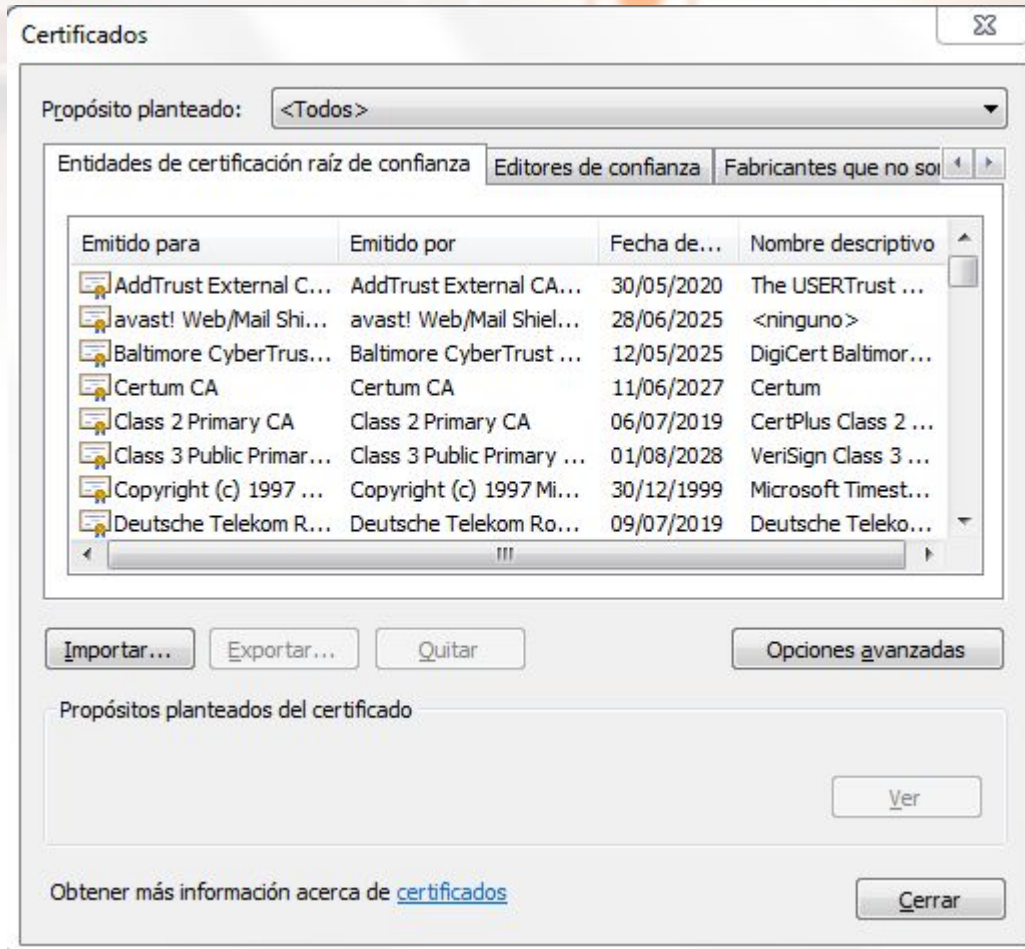 Certificados
Propósito planteado: <Todos>
Entidades de certificación raíz de confianza Editores de confianza Fabricantes que no son
Emitido para Emitido por Fecha de... Nombre descriptivo
AddTrust External C... AddTrust External CA... 30/05/2020 The USERTrust ...
avast! Web/Mail Shi... avast! Web/Mail Shiel... 28/06/2025 <ninguno>
Baltimore CyberTrus... Baltimore CyberTrust ... 12/05/2025 DigiCert Baltimor...
Certum CA Certum CA 11/06/2027 Certum
Class 2 Primary CA Class 2 Primary CA 06/07/2019 CertPlus Class 2 ...
Class 3 Public Primar... Class 3 Public Primary ... 01/08/2028 VeriSign Class 3 ...
Copyright (c) 1997 ... Copyright (c) 1997 Mi... 30/12/1999 Microsoft Timest...
Deutsche Telekom R... Deutsche Telekom Ro... 09/07/2019 Deutsche Teleko...
Importar... Exportar... Quitar Opciones avanzadas
Propósitos planteados del certificado
Ver
Obtener más información acerca de certificados
Cerrar